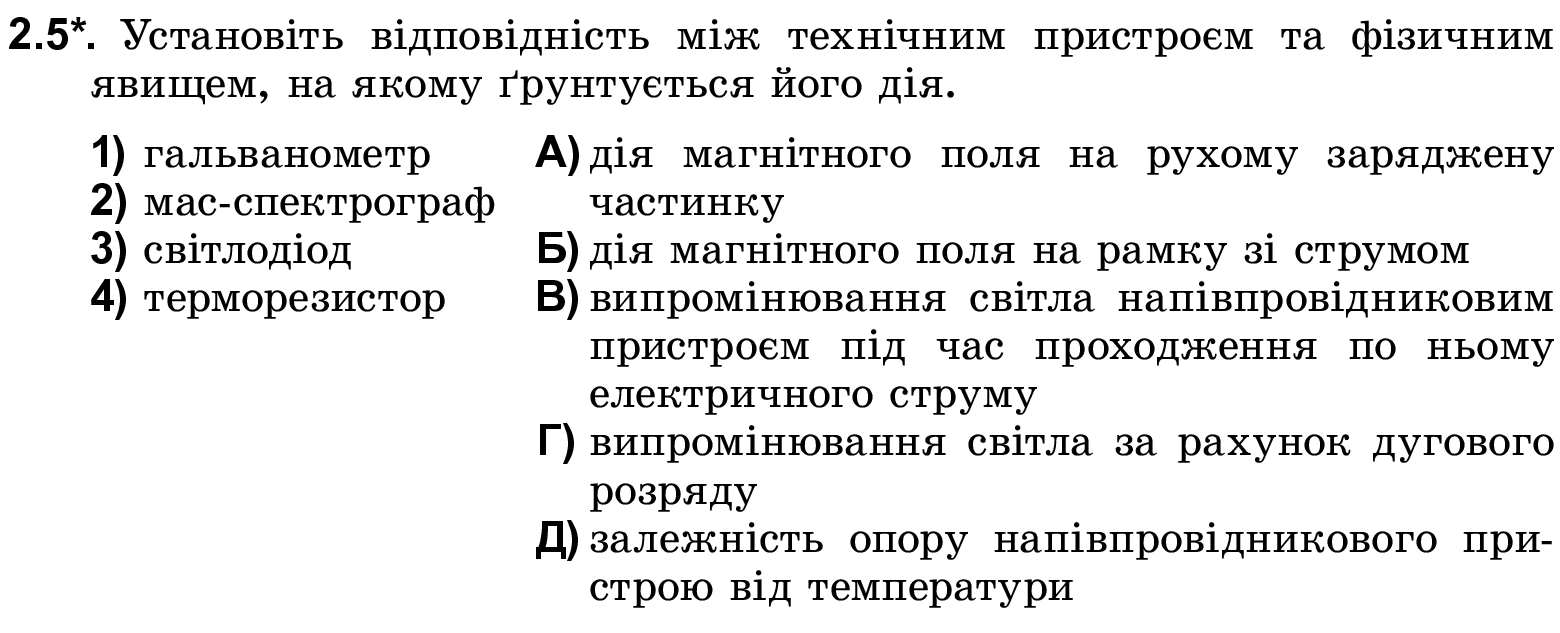 2.5*. Установіть відповідність між технічним пристроєм та фізичним
явищем, на якому ґрунтується його дія.
1) гальванометр
2) мас-спектрограф
3) світлодіод
4) терморезистор
А) дія магнітного поля на рухому заряджену
частинку
Б) дія магнітного поля на рамку зі струмом
В) випромінювання світла напівпровідниковим
пристроєм під час проходження по ньому
електричного струму
Г) випромінювання світла за рахунок дугового
розряду
Д) залежність опору напівпровідникового при-
строю від температури